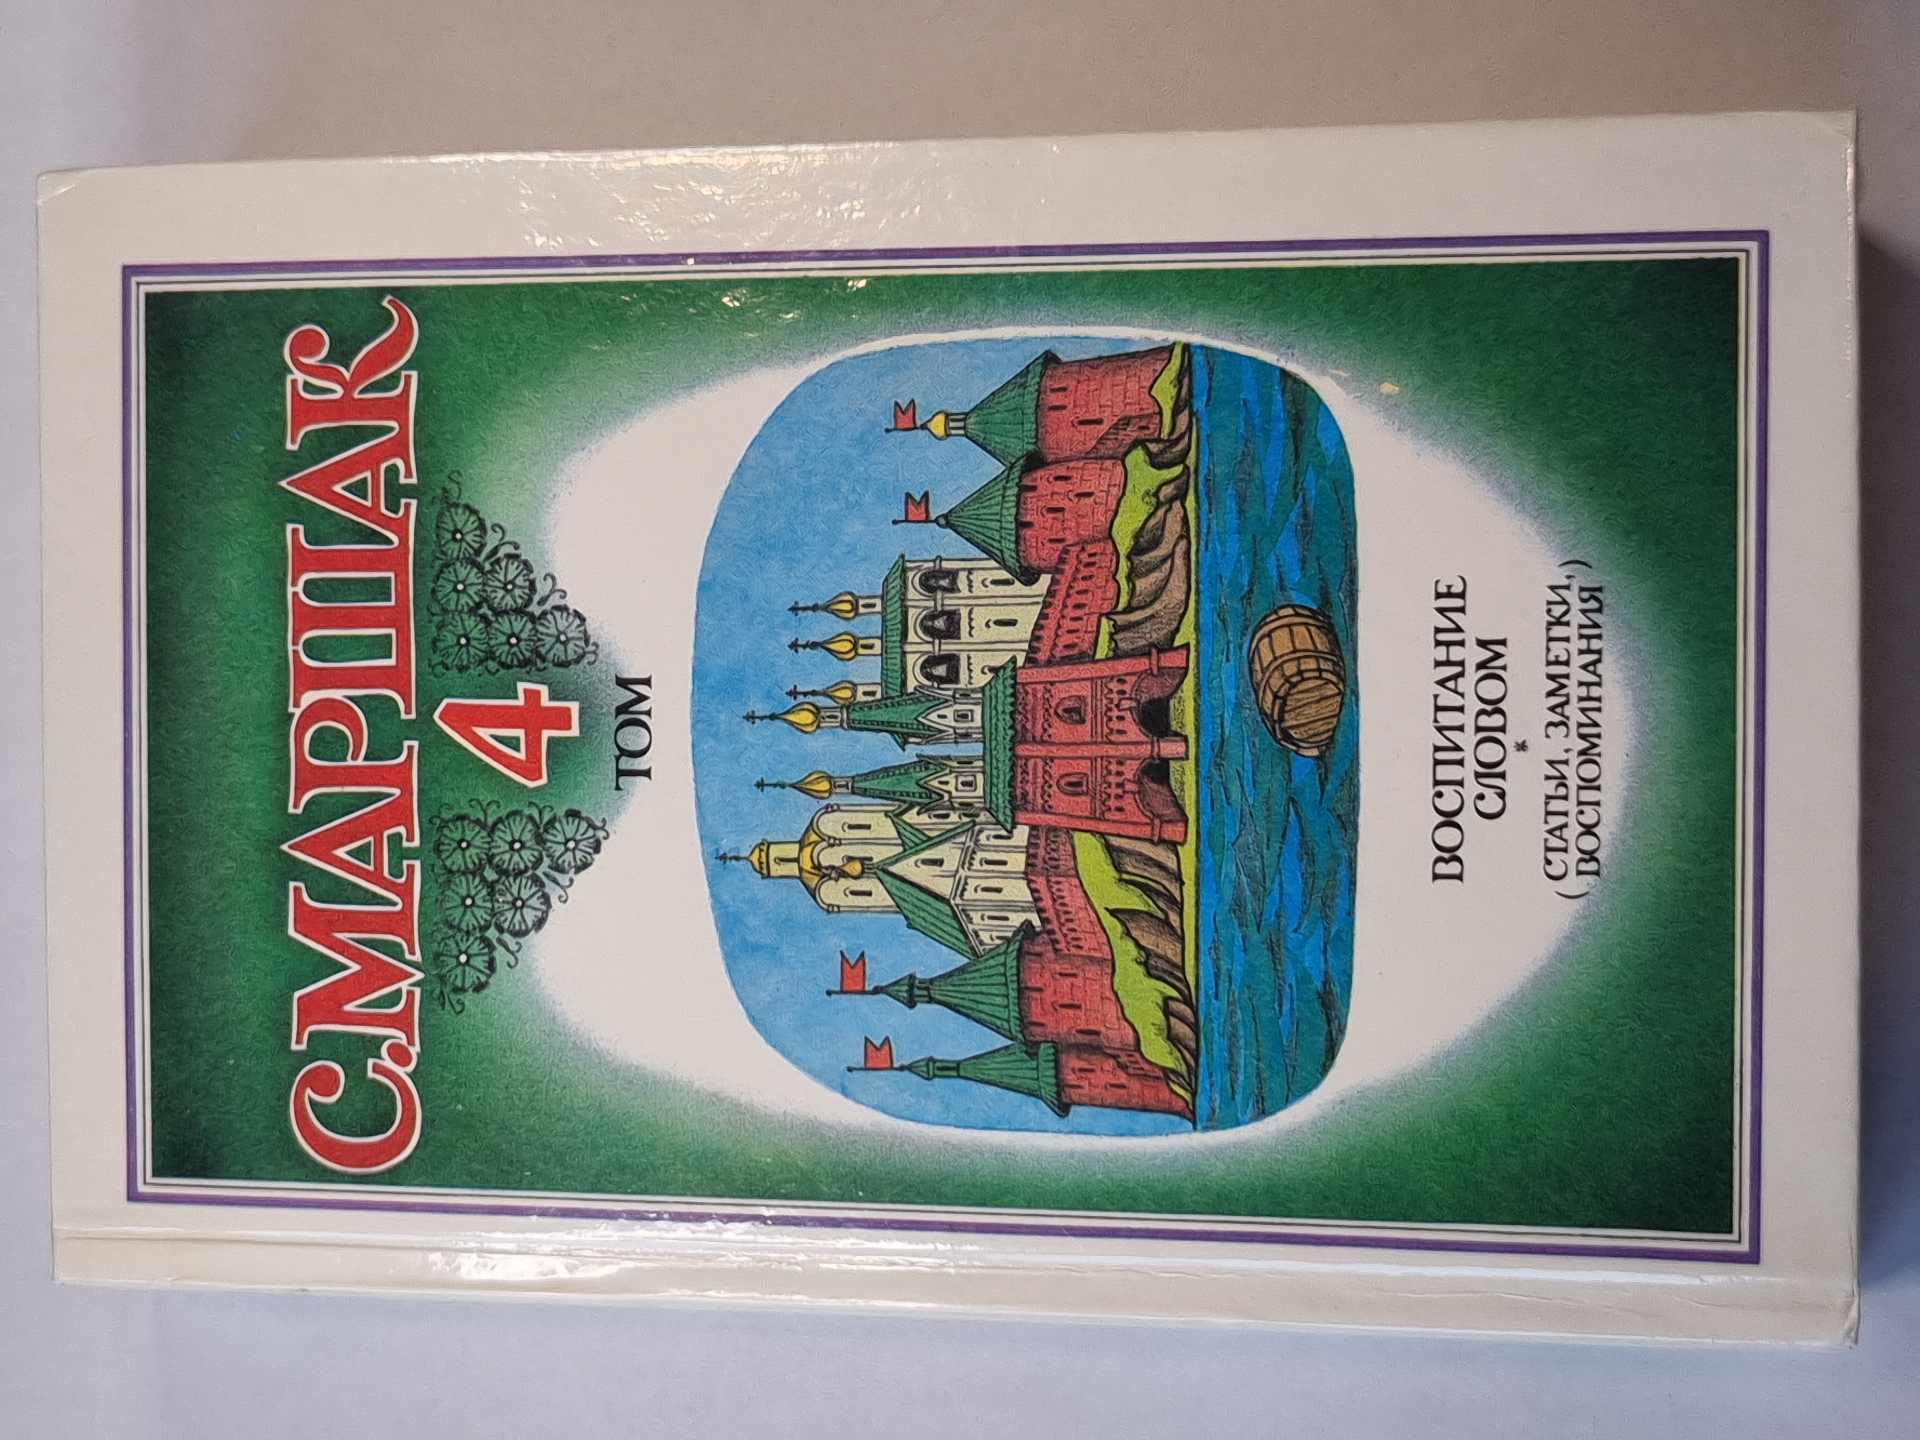 С.МАРШАК
4
ТОМ
ВОСПИТАНИЕ
СЛОВОМ
*
(СТАТЬИ, ЗАМЕТКИ,
ВОСПОМИНАНИЯ)